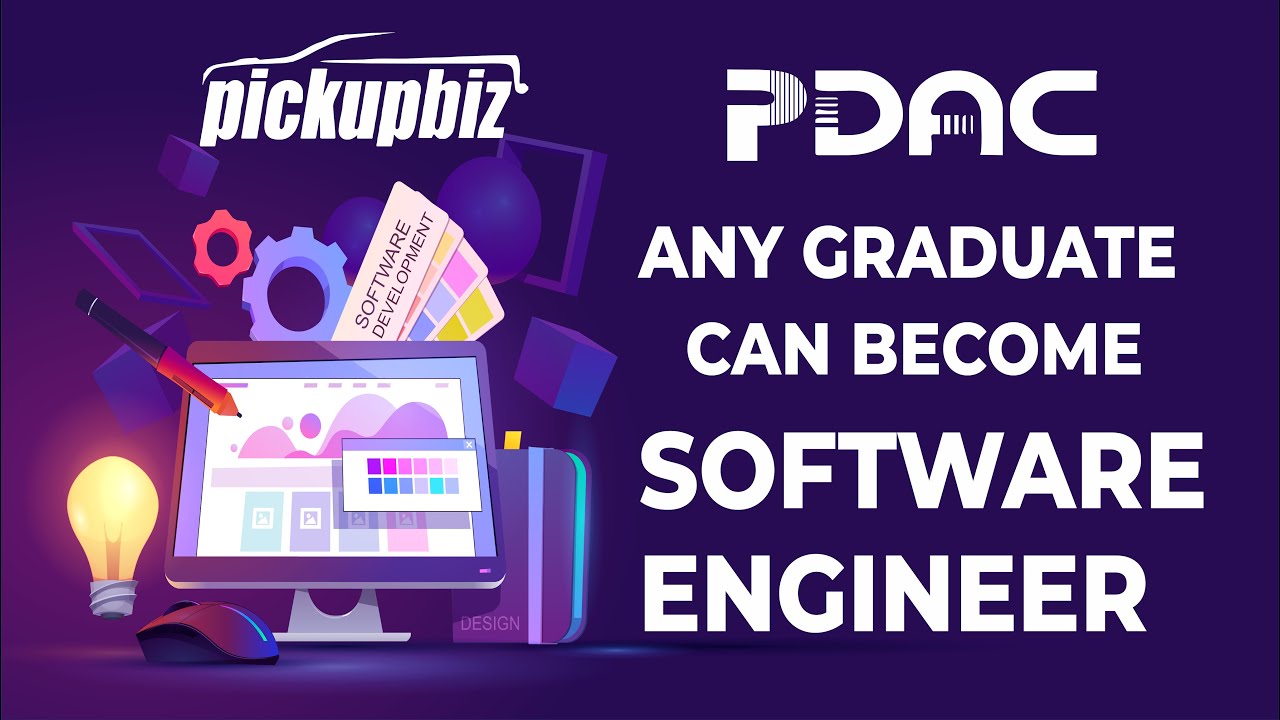 pickupbiz
PDAC
ANY GRADUATE
CAN BECOME
SOFTWARE
ENGINEER
SOFTWARE
DEVELOPMENT
DESIGN